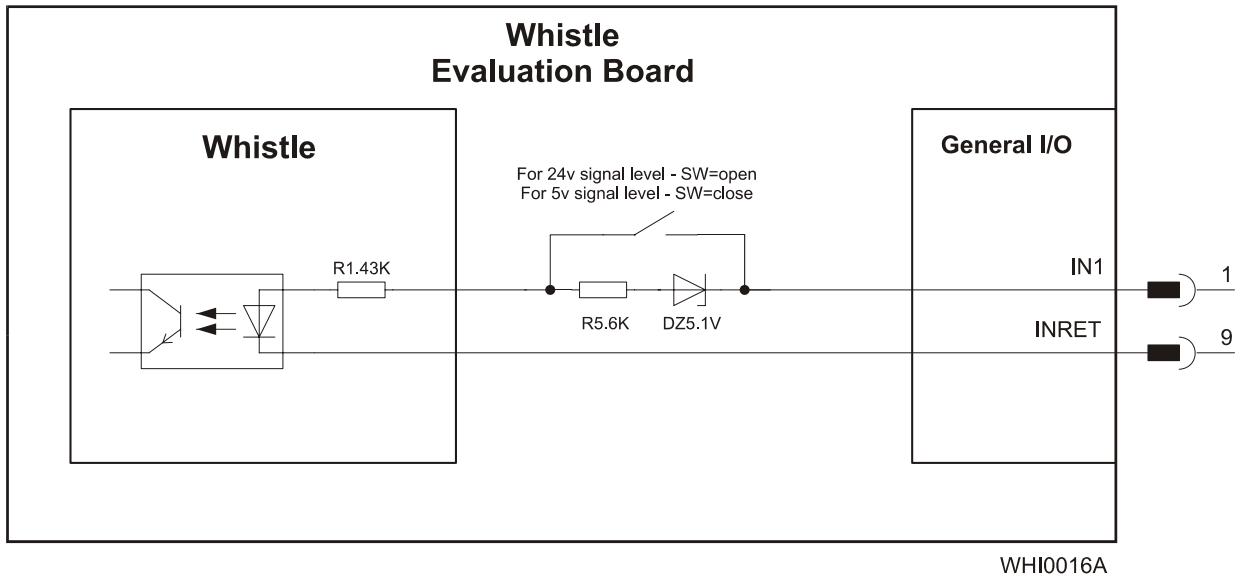 Whistle
Evaluation Board
Whistle
General I/O
For 24v signal level - SW=open
For 5v signal level - SW=close
R1.43K
R5.6K
DZ5.1V
IN1
1
INRET
9
WHI0016A